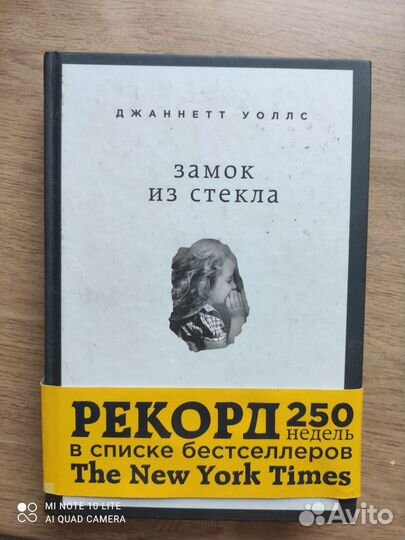 ДЖАННЕТТ УОЛЛС
ЗАМОК
ИЗ СТЕКЛА
РЕКОРД 250
НЕДЕЛЬ
В СПИСКЕ БЕСТСЕЛЛЕРОВ
The New York Times
MI NOTE 10 LITE
AI QUAD CAMERA
Avito